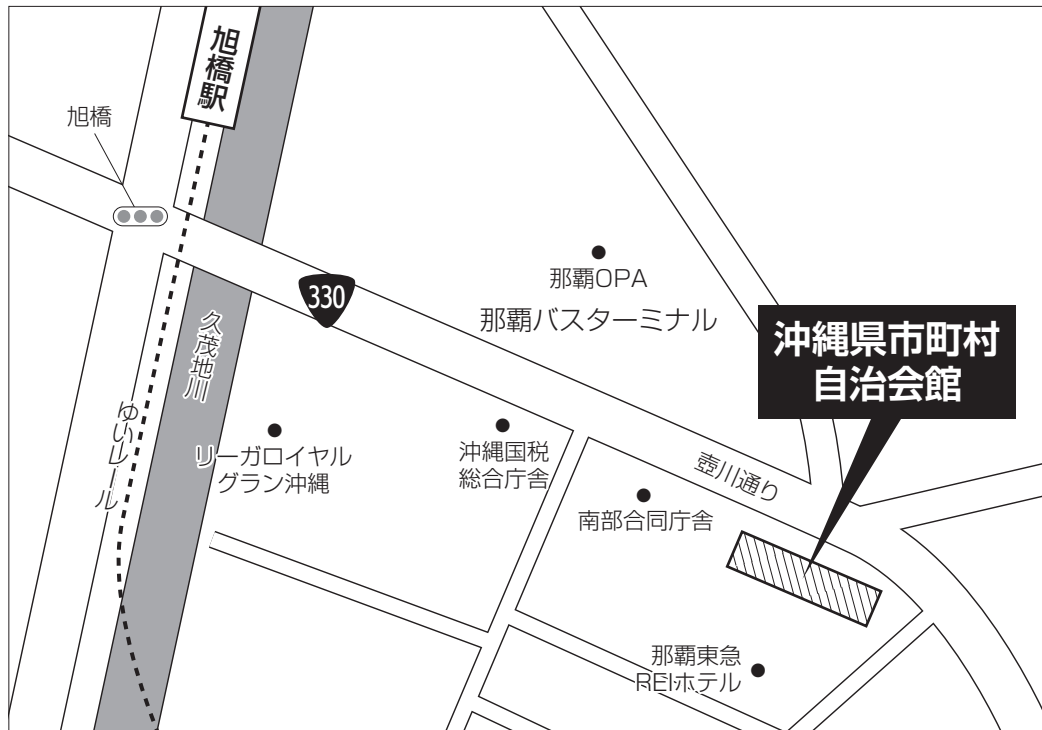 旭橋駅
旭橋
330
那覇OPA
那覇バスターミナル
沖縄県市町村
自治会館
久茂地川
ゆいレール
リーガロイヤル
グラン沖縄
沖縄国税
総合庁舎
壺川通り
南部合同庁舎
那覇東急
REIホテル